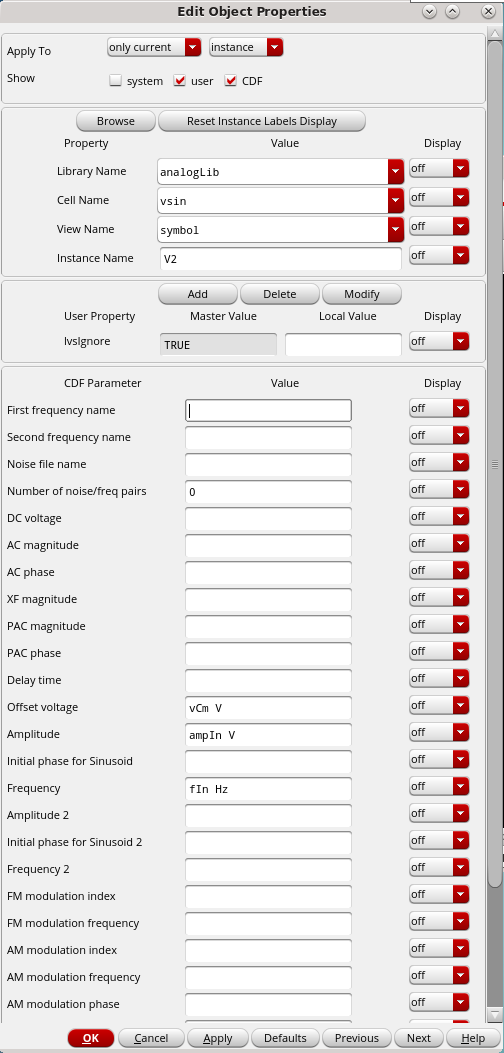 Edit Object Properties
Apply To only current instance
Show system user CDF
Browse Reset Instance Labels Display
Property Value Display
Library Name analogLib off
Cell Name vsin off
View Name symbol off
Instance Name V2 off
Add Delete Modify
User Property Master Value Local Value Display
lvsIgnore TRUE off
CDF Parameter Value Display
First frequency name off
Second frequency name off
Noise file name off
Number of noise/freq pairs 0 off
DC voltage off
AC magnitude off
AC phase off
XF magnitude off
PAC magnitude off
PAC phase off
Delay time off
Offset voltage vCm V off
Amplitude ampIn V off
Initial phase for Sinusoid off
Frequency fIn Hz off
Amplitude 2 off
Initial phase for Sinusoid 2 off
Frequency 2 off
FM modulation index off
FM modulation frequency off
AM modulation index off
AM modulation frequency off
AM modulation phase off
OK Cancel Apply Defaults Previous Next Help